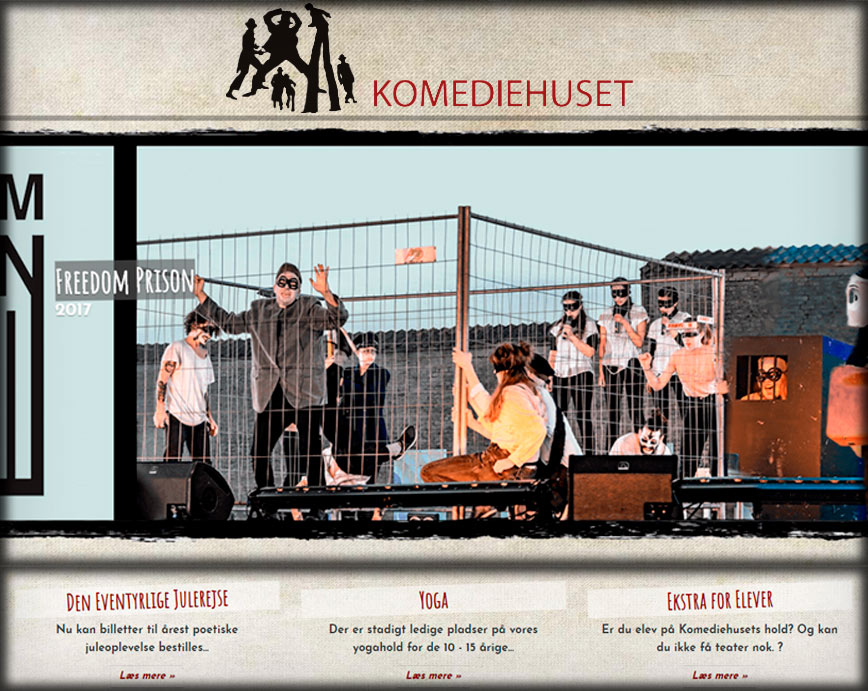 KOMEDIEHUSET
M
N
FREEDOM PRISON
2017
DEN EVENTYRLIGE JULEREJSE
Nu kan billetter til årest poetiske
juleoplevelse bestilles...
Læs mere »
YOGA
Der er stadigt ledige pladser på vores
yogahold for de 10 - 15 årige...
Læs mere »
EKSTRA FOR ELEVER
Er du elev på Komediehusets hold? Og kan
du ikke få teater nok. ?
Læs mere »